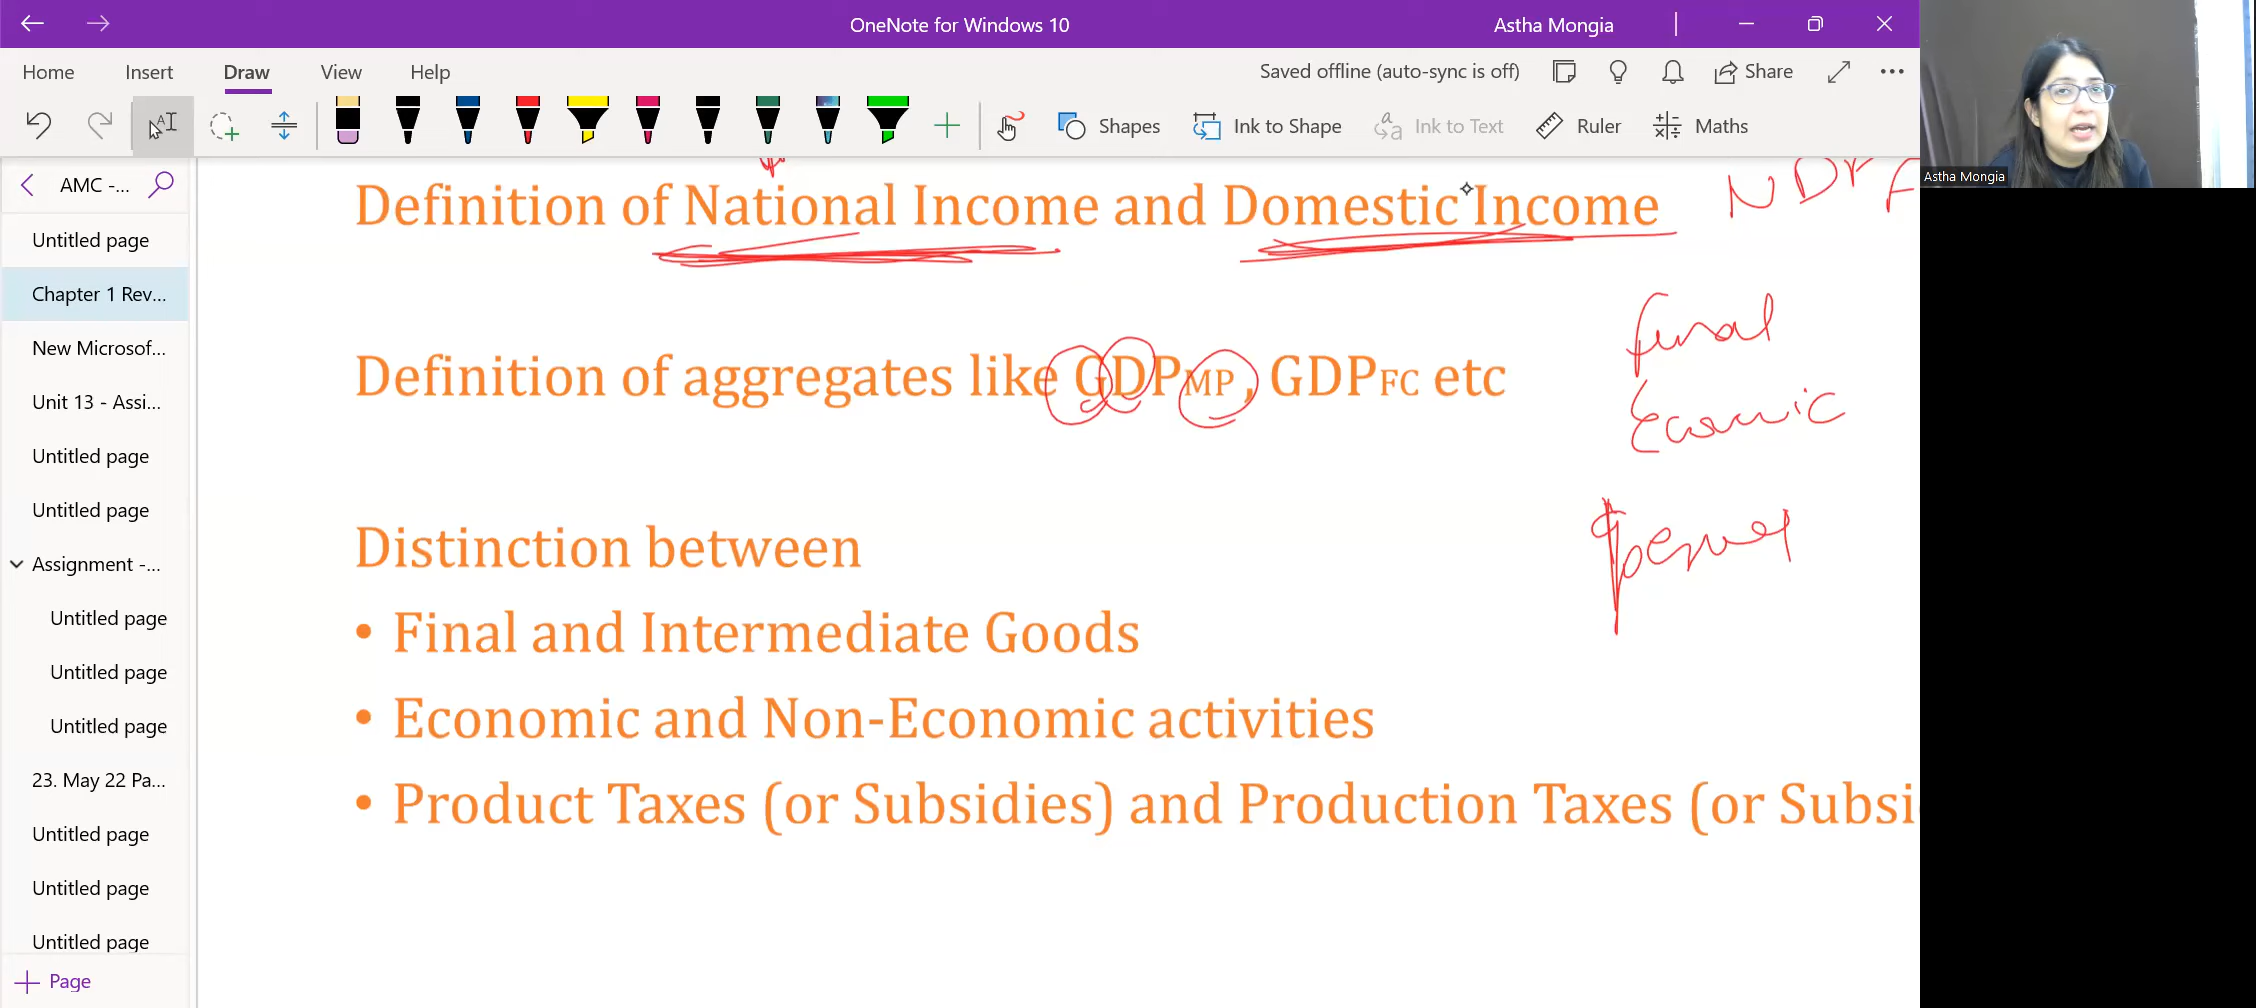 OneNote for Windows 10
Astha Mongia
Home Insert Draw View Help
Saved offline (auto-sync is off)
Share
Shapes
Ink to Shape
Ink to Text
Ruler
Maths
AMC -...
Untitled page
Chapter 1 Rev...
New Microsof...
Unit 13 - Assi...
Untitled page
Untitled page
Assignment -...
Untitled page
Untitled page
Untitled page
23. May 22 Pa...
Untitled page
Untitled page
Untitled page
Page
Definition of National Income and Domestic Income
Definition of aggregates like GDPMP, GDPFC etc
Final
Distinction between
• Final and Intermediate Goods
• Economic and Non-Economic activities
• Product Taxes (or Subsidies) and Production Taxes (or Subsi
Astha Mongia